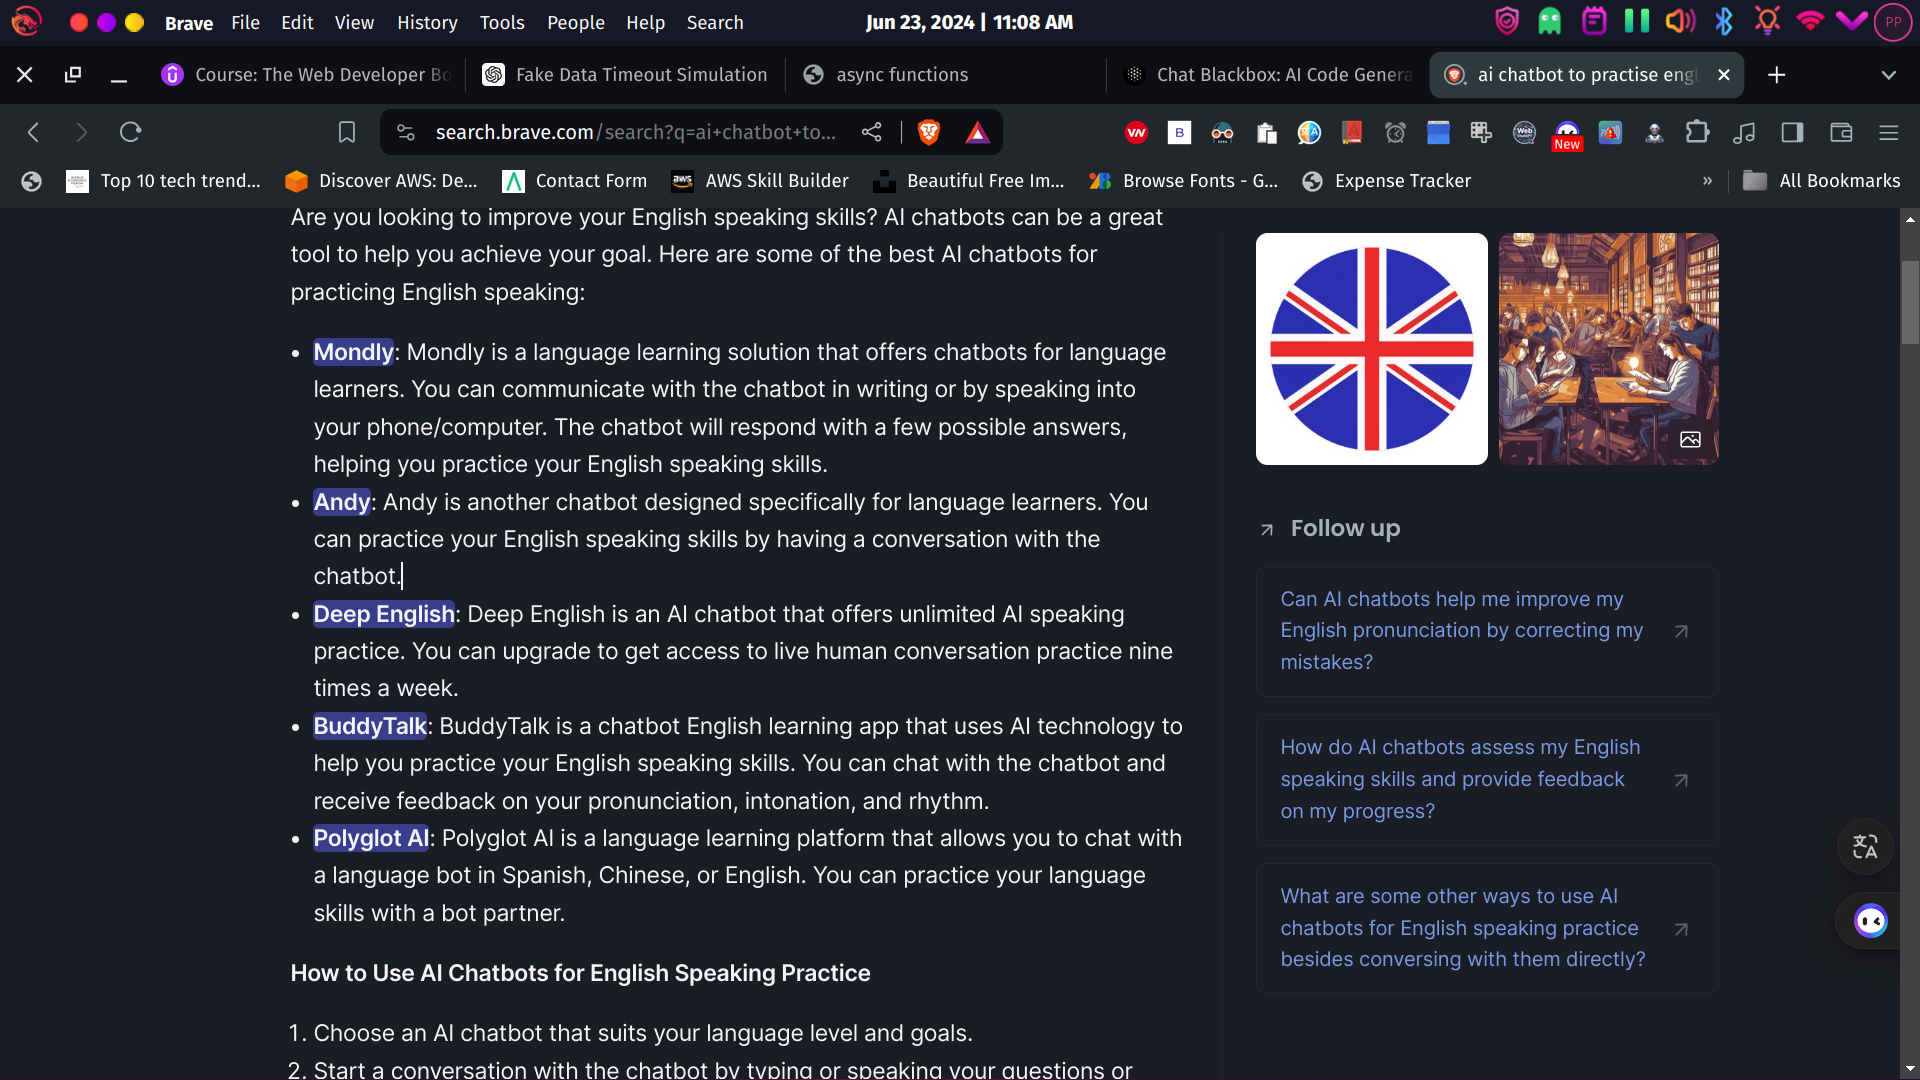 Brave File Edit View History Tools People Help Search Jun 23, 2024 | 11:08 AM PP
Course: The Web Developer Bo Fake Data Timeout Simulation async functions Chat Blackbox: AI Code Genera ai chatbot to practise engl
search.brave.com/search?q=ai+chatbot+to... VN B New
Top 10 tech trend... Discover AWS: De... Contact Form aws AWS Skill Builder Beautiful Free Im... Browse Fonts - G... Expense Tracker » All Bookmarks
Are you looking to improve your English speaking skills? AI chatbots can be a great
tool to help you achieve your goal. Here are some of the best AI chatbots for
practicing English speaking:
• Mondly: Mondly is a language learning solution that offers chatbots for language
learners. You can communicate with the chatbot in writing or by speaking into
your phone/computer. The chatbot will respond with a few possible answers,
helping you practice your English speaking skills.
• Andy: Andy is another chatbot designed specifically for language learners. You
can practice your English speaking skills by having a conversation with the
chatbot.
• Deep English: Deep English is an AI chatbot that offers unlimited AI speaking
practice. You can upgrade to get access to live human conversation practice nine
times a week.
• BuddyTalk: BuddyTalk is a chatbot English learning app that uses AI technology to
help you practice your English speaking skills. You can chat with the chatbot and
receive feedback on your pronunciation, intonation, and rhythm.
• Polyglot AI: Polyglot AI is a language learning platform that allows you to chat with
a language bot in Spanish, Chinese, or English. You can practice your language
skills with a bot partner.
How to Use AI Chatbots for English Speaking Practice
1. Choose an AI chatbot that suits your language level and goals.
2. Start a conversation with the chatbot by typing or speaking your questions or
Follow up
Can AI chatbots help me improve my
English pronunciation by correcting my
mistakes?
How do AI chatbots assess my English
speaking skills and provide feedback
on my progress?
What are some other ways to use AI
chatbots for English speaking practice
besides conversing with them directly?